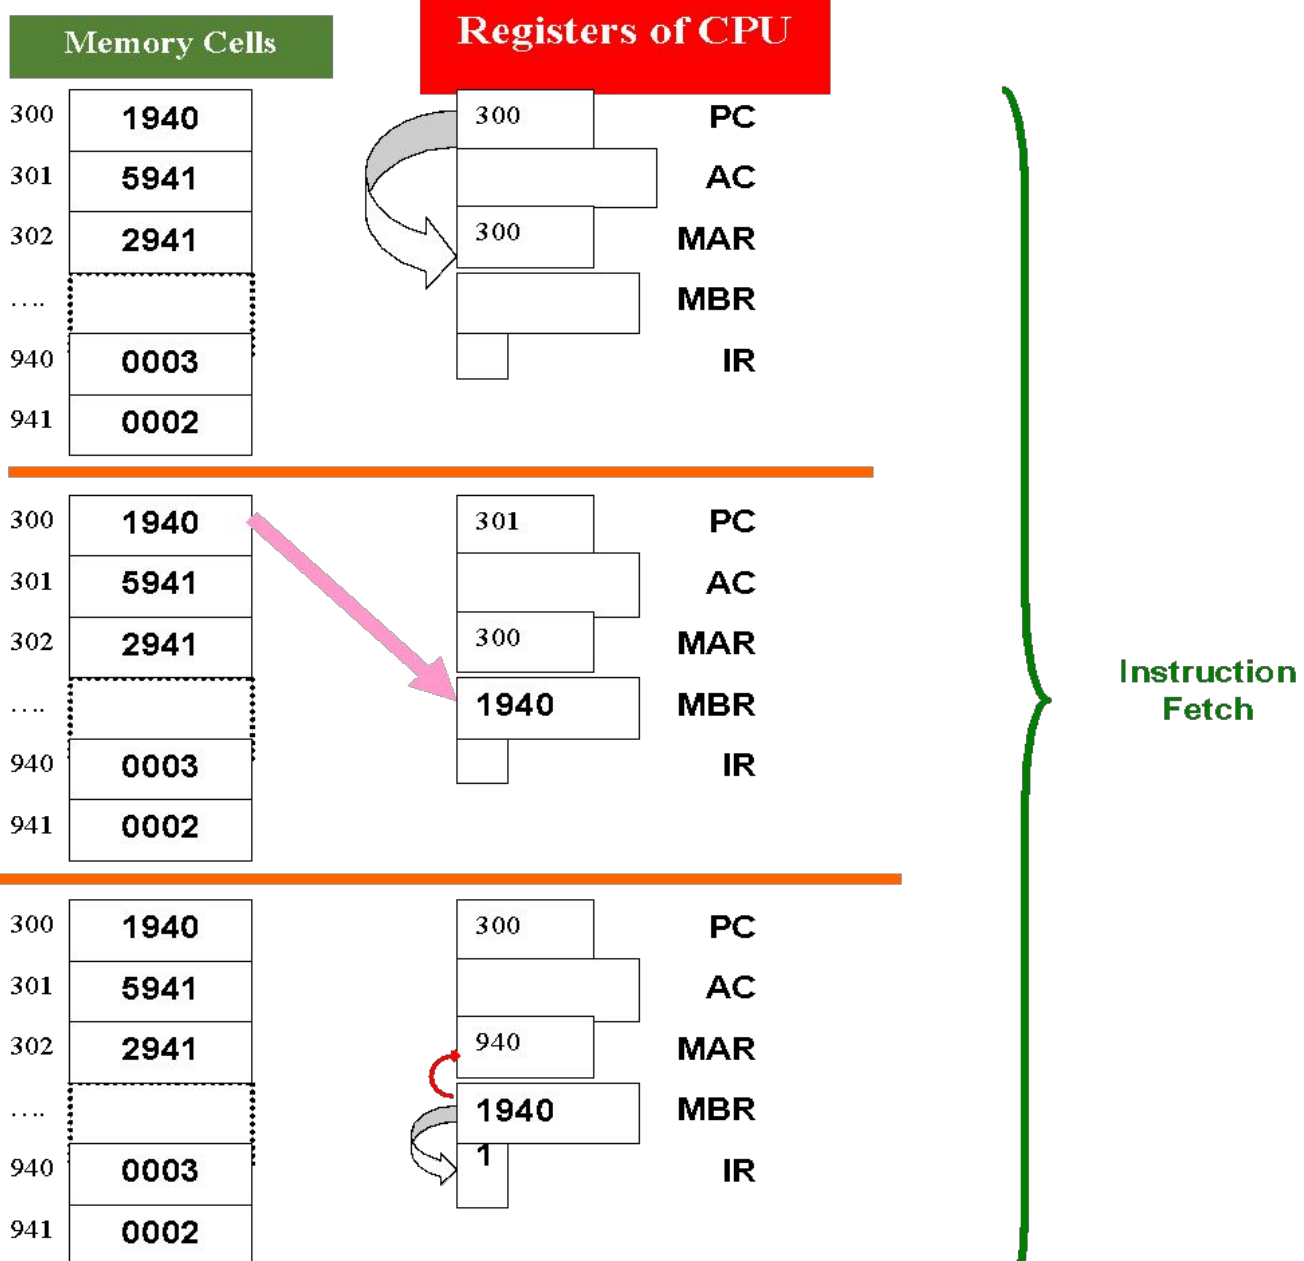 Memory Cells
Registers of CPU
300 1940 300 PC
301 5941 AC
302 2941 300 MAR
.... MBR
940 0003 IR
941 0002
300 1940 301 PC
301 5941 AC
302 2941 300 MAR
.... 1940 MBR
940 0003 IR
941 0002
Instruction
Fetch
300 1940 300 PC
301 5941 AC
302 2941 940 MAR
.... 1940 MBR
940 0003 1 IR
941 0002